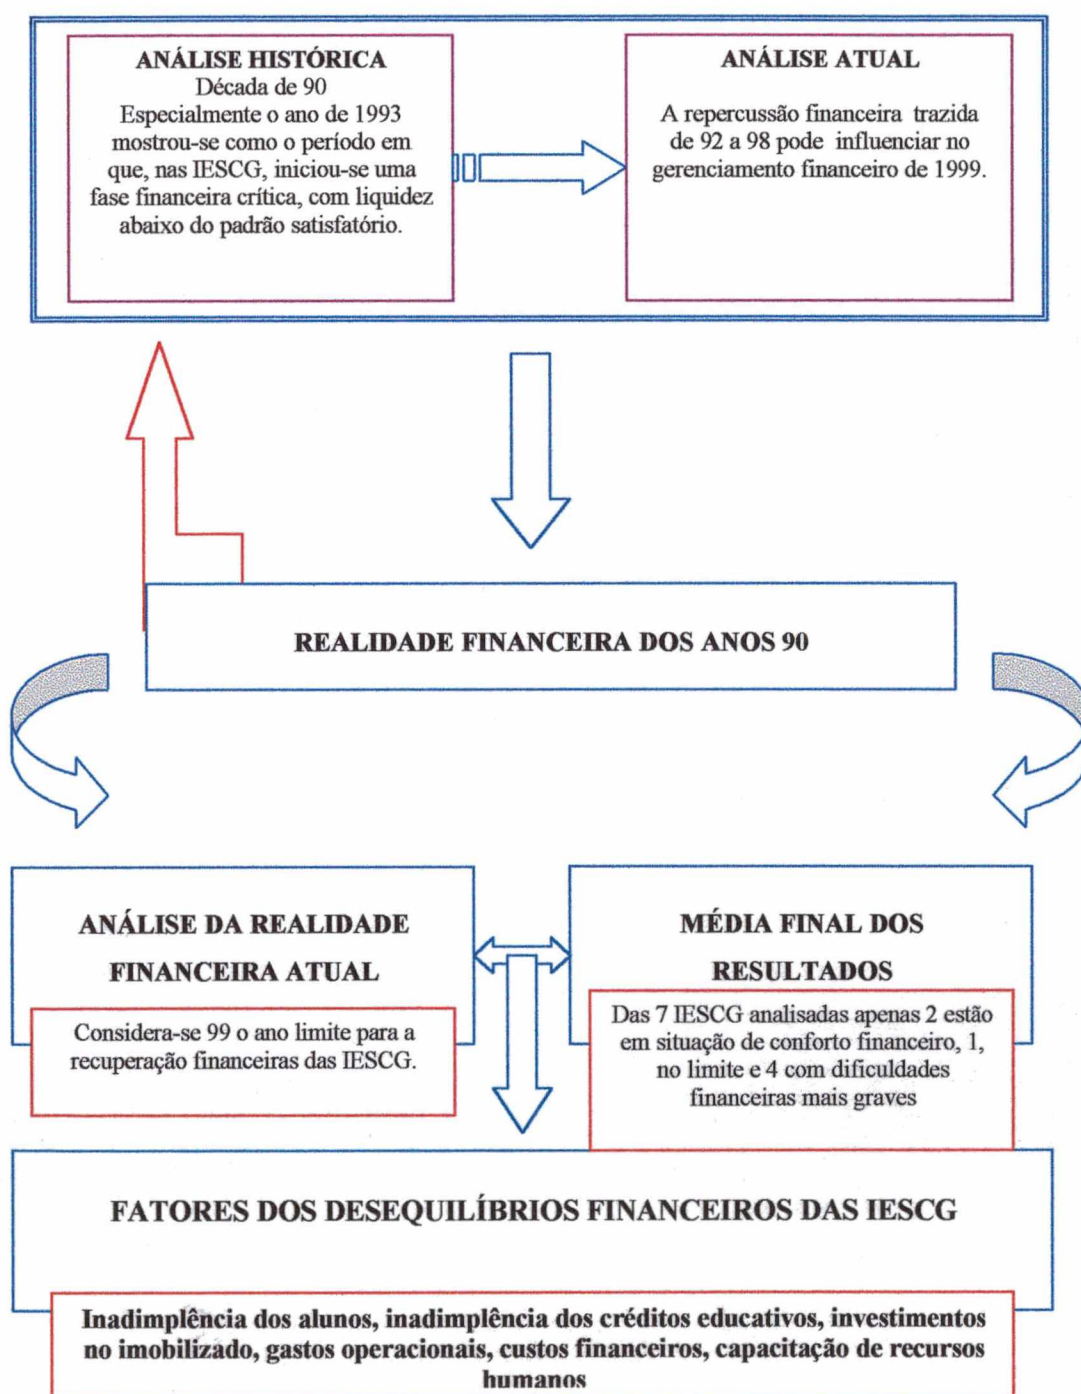 ANÁLISE HISTÓRICA
Década de 90
Especialmente o ano de 1993
mostrou-se como o período em
que, nas IESCG, iniciou-se uma
fase financeira crítica, com liquidez
abaixo do padrão satisfatório.
ANÁLISE ATUAL
A repercussão financeira trazida
de 92 a 98 pode influenciar no
gerenciamento financeiro de 1999.
REALIDADE FINANCEIRA DOS ANOS 90
ANÁLISE DA REALIDADE
FINANCEIRA ATUAL
Considera-se 99 o ano limite para a
recuperação financeiras das IESCG.
MÉDIA FINAL DOS
RESULTADOS
Das 7 IESCG analisadas apenas 2 estão
em situação de conforto financeiro, 1,
no limite e 4 com dificuldades
financeiras mais graves
FATORES DOS DESEQUILÍBRIOS FINANCEIROS DAS IESCG
Inadimplência dos alunos, inadimplência dos créditos educativos, investimentos
no imobilizado, gastos operacionais, custos financeiros, capacitação de recursos
humanos